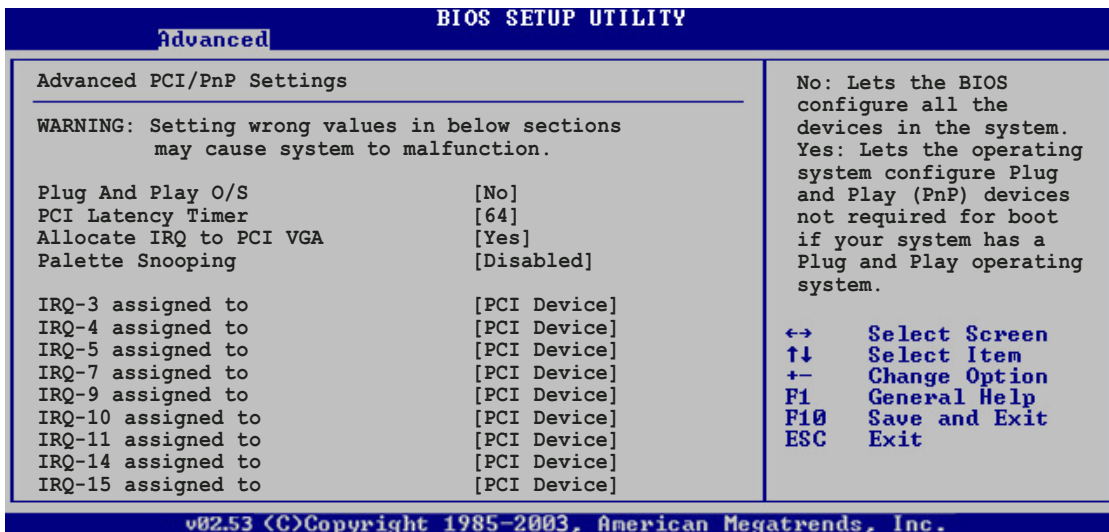 BIOS SETUP UTILITY
Advanced
Advanced PCI/PnP Settings
WARNING: Setting wrong values in below sections
may cause system to malfunction.
Plug And Play O/S [No]
PCI Latency Timer [64]
Allocate IRQ to PCI VGA [Yes]
Palette Snooping [Disabled]
IRQ-3 assigned to [PCI Device]
IRQ-4 assigned to [PCI Device]
IRQ-5 assigned to [PCI Device]
IRQ-7 assigned to [PCI Device]
IRQ-9 assigned to [PCI Device]
IRQ-10 assigned to [PCI Device]
IRQ-11 assigned to [PCI Device]
IRQ-14 assigned to [PCI Device]
IRQ-15 assigned to [PCI Device]
No: Lets the BIOS
configure all the
devices in the system.
Yes: Lets the operating
system configure Plug
and Play (PnP) devices
not required for boot
if your system has a
Plug and Play operating
system.
←→ Select Screen
↑↓ Select Item
+- Change Option
F1 General Help
F10 Save and Exit
ESC Exit
v02.53 (C)Copyright 1985-2003, American Megatrends, Inc.